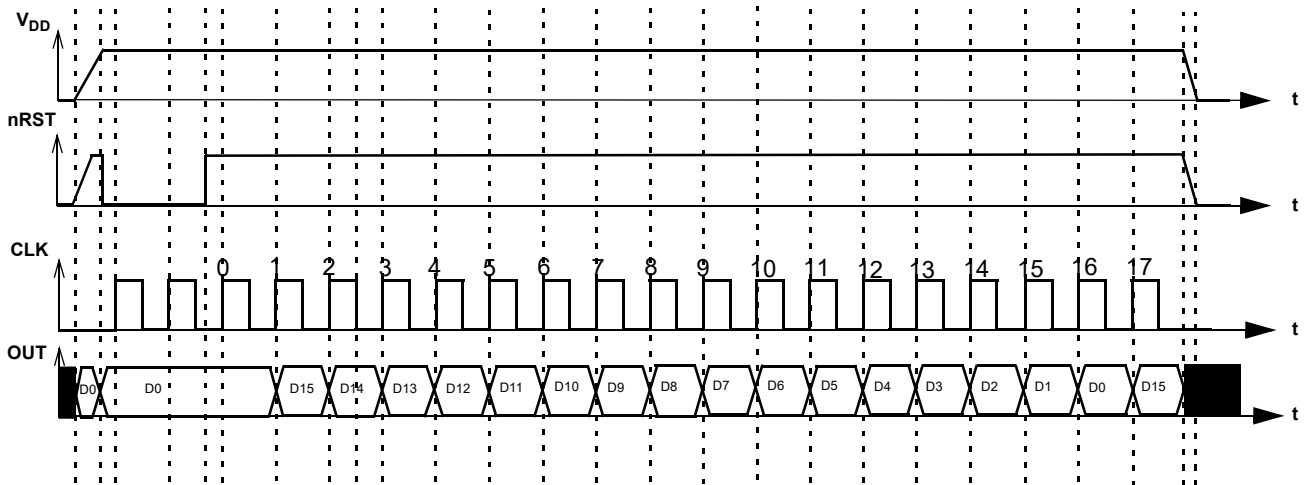 VDD
t
nRST
t
CLK
0 1 2 3 4 5 6 7 8 9 10 11 12 13 14 15 16 17
t
OUT
D0 D0 D15 D14 D13 D12 D11 D10 D9 D8 D7 D6 D5 D4 D3 D2 D1 D0 D15
t